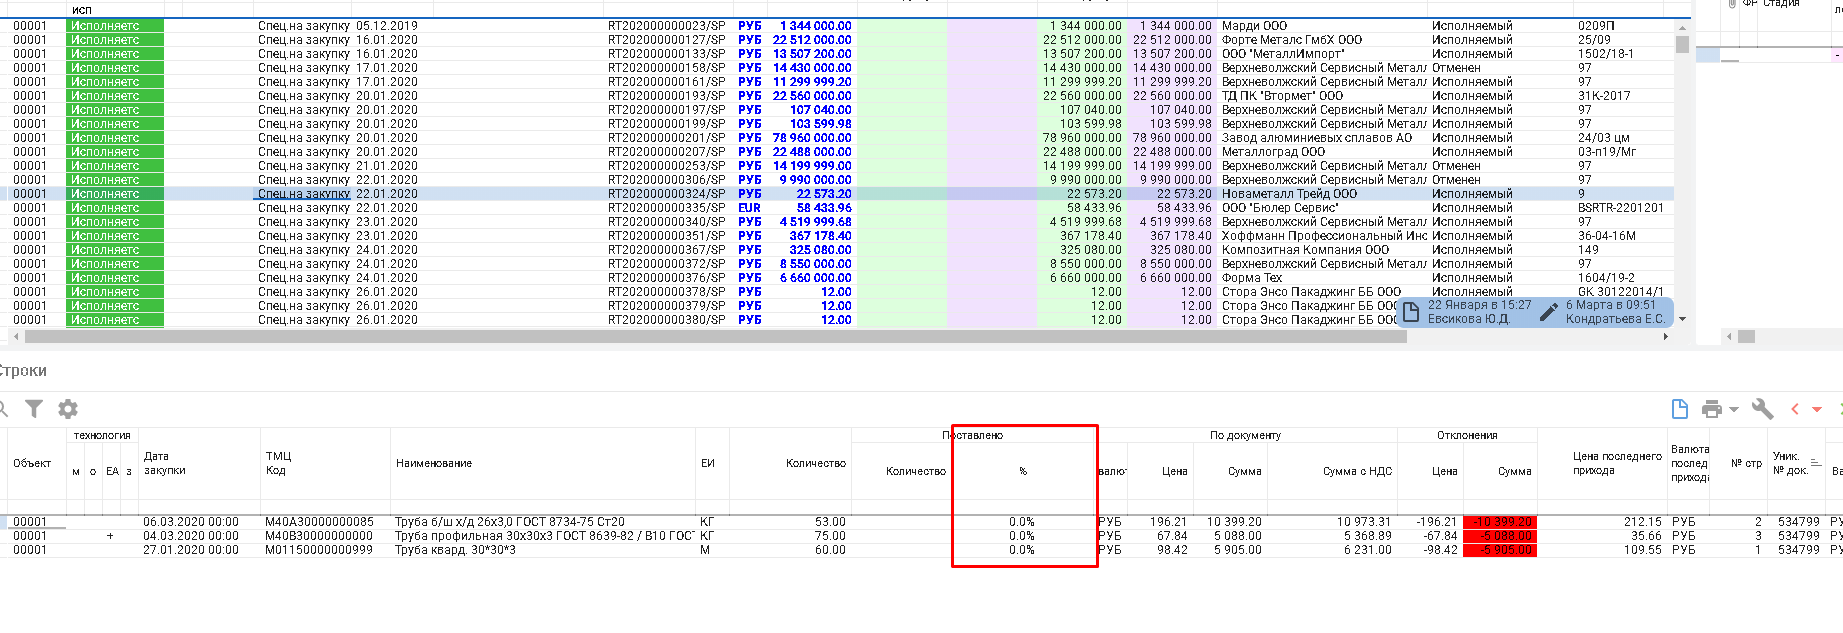 исп
ФР Стадия
00001 Исполняетс Спец.на закупку 05.12.2019 RT202000000023/SP РУБ 1 344 000.00 1 344 000.00 1 344 000.00 Марди ООО Исполняемый 0209П
00001 Исполняетс Спец.на закупку 16.01.2020 RT202000000127/SP РУБ 22 512 000.00 22 512 000.00 22 512 000.00 Форте Металс ГмбХ ООО Исполняемый 25/09
00001 Исполняетс Спец.на закупку 16.01.2020 RT202000000133/SP РУБ 13 507 200.00 13 507 200.00 13 507 200.00 ООО "МеталлИмпорт" Исполняемый 1502/18-1
00001 Исполняетс Спец.на закупку 17.01.2020 RT202000000158/SP РУБ 14 430 000.00 14 430 000.00 14 430 000.00 Верхневолжский Сервисный Металл Отменен 97
00001 Исполняетс Спец.на закупку 17.01.2020 RT202000000161/SP РУБ 11 299 999.20 11 299 999.20 11 299 999.20 Верхневолжский Сервисный Металл Исполняемый 97
00001 Исполняетс Спец.на закупку 20.01.2020 RT202000000193/SP РУБ 22 560 000.00 22 560 000.00 22 560 000.00 ТД ПК "Втормет" ООО Исполняемый 31К-2017
00001 Исполняетс Спец.на закупку 20.01.2020 RT202000000197/SP РУБ 107 040.00 107 040.00 107 040.00 Верхневолжский Сервисный Металл Исполняемый 97
00001 Исполняетс Спец.на закупку 20.01.2020 RT202000000199/SP РУБ 103 599.98 103 599.98 103 599.98 Верхневолжский Сервисный Металл Исполняемый 97
00001 Исполняетс Спец.на закупку 20.01.2020 RT202000000201/SP РУБ 78 960 000.00 78 960 000.00 78 960 000.00 Завод алюминиевых сплавов АО Исполняемый 24/03 цм
00001 Исполняетс Спец.на закупку 20.01.2020 RT202000000207/SP РУБ 22 488 000.00 22 488 000.00 22 488 000.00 Металлоград ООО Исполняемый 03-п19/Мг
00001 Исполняетс Спец.на закупку 21.01.2020 RT202000000253/SP РУБ 14 199 999.00 14 199 999.00 14 199 999.00 Верхневолжский Сервисный Металл Отменен 97
00001 Исполняетс Спец.на закупку 22.01.2020 RT202000000306/SP РУБ 9 990 000.00 9 990 000.00 9 990 000.00 Верхневолжский Сервисный Металл Отменен 97
00001 Исполняетс Спец.на закупку 22.01.2020 RT202000000324/SP РУБ 22 573.20 22 573.20 22 573.20 Новаметалл Трейд ООО Исполняемый 9
00001 Исполняетс Спец.на закупку 22.01.2020 RT202000000335/SP EUR 58 433.96 58 433.96 58 433.96 ООО "Бюлер Сервис" Исполняемый BSRTR-2201201
00001 Исполняетс Спец.на закупку 23.01.2020 RT202000000340/SP РУБ 4 519 999.68 4 519 999.68 4 519 999.68 Верхневолжский Сервисный Металл Исполняемый 97
00001 Исполняетс Спец.на закупку 23.01.2020 RT202000000351/SP РУБ 367 178.40 367 178.40 367 178.40 Хоффманн Профессиональный Инс Исполняемый 36-04-16М
00001 Исполняетс Спец.на закупку 24.01.2020 RT202000000367/SP РУБ 325 080.00 325 080.00 325 080.00 Композитная Компания ООО Исполняемый 149
00001 Исполняетс Спец.на закупку 24.01.2020 RT202000000372/SP РУБ 8 550 000.00 8 550 000.00 8 550 000.00 Верхневолжский Сервисный Металл Исполняемый 97
00001 Исполняетс Спец.на закупку 24.01.2020 RT202000000376/SP РУБ 6 660 000.00 6 660 000.00 6 660 000.00 Форма Тех Исполняемый 1604/19-2
00001 Исполняетс Спец.на закупку 26.01.2020 RT202000000378/SP РУБ 12.00 12.00 12.00 Стора Энсо Пакаджинг ББ ООО Исполняемый GK 30122014/1
00001 Исполняетс Спец.на закупку 26.01.2020 RT202000000379/SP РУБ 12.00 12.00 12.00 Стора Энсо Пакаджинг ББ ООО
00001 Исполняетс Спец.на закупку 26.01.2020 RT202000000380/SP РУБ 12.00 12.00 12.00 Стора Энсо Пакаджинг ББ ООО
22 Января в 15:27 6 Марта в 09:51
Евсикова Ю.Д. Кондратьева Е.С.
Строки
технология Поставлено По документу Отклонения
Объект м о ЕА з Дата закупки ТМЦ Код Наименование ЕИ Количество Количество % валют Цена Сумма Сумма с НДС Цена Сумма Цена последнего прихода Валюта послед прихода № стр Уник. № док.
00001 06.03.2020 00:00 М40А30000000085 Труба б/ш х/д 26х3,0 ГОСТ 8734-75 Ст20 КГ 53.00 0.0% РУБ 196.21 10 399.20 10 973.31 -196.21 -10 399.20 212.15 РУБ 2 534799
00001 + 04.03.2020 00:00 М40В30000000000 Труба профильная 30х30х3 ГОСТ 8639-82 / В10 ГОСТ КГ 75.00 0.0% РУБ 67.84 5 088.00 5 368.89 -67.84 -5 088.00 35.66 РУБ 3 534799
00001 27.01.2020 00:00 М01150000000999 Труба квард. 30*30*3 М 60.00 0.0% РУБ 98.42 5 905.00 6 231.00 -98.42 -5 905.00 109.55 РУБ 1 534799